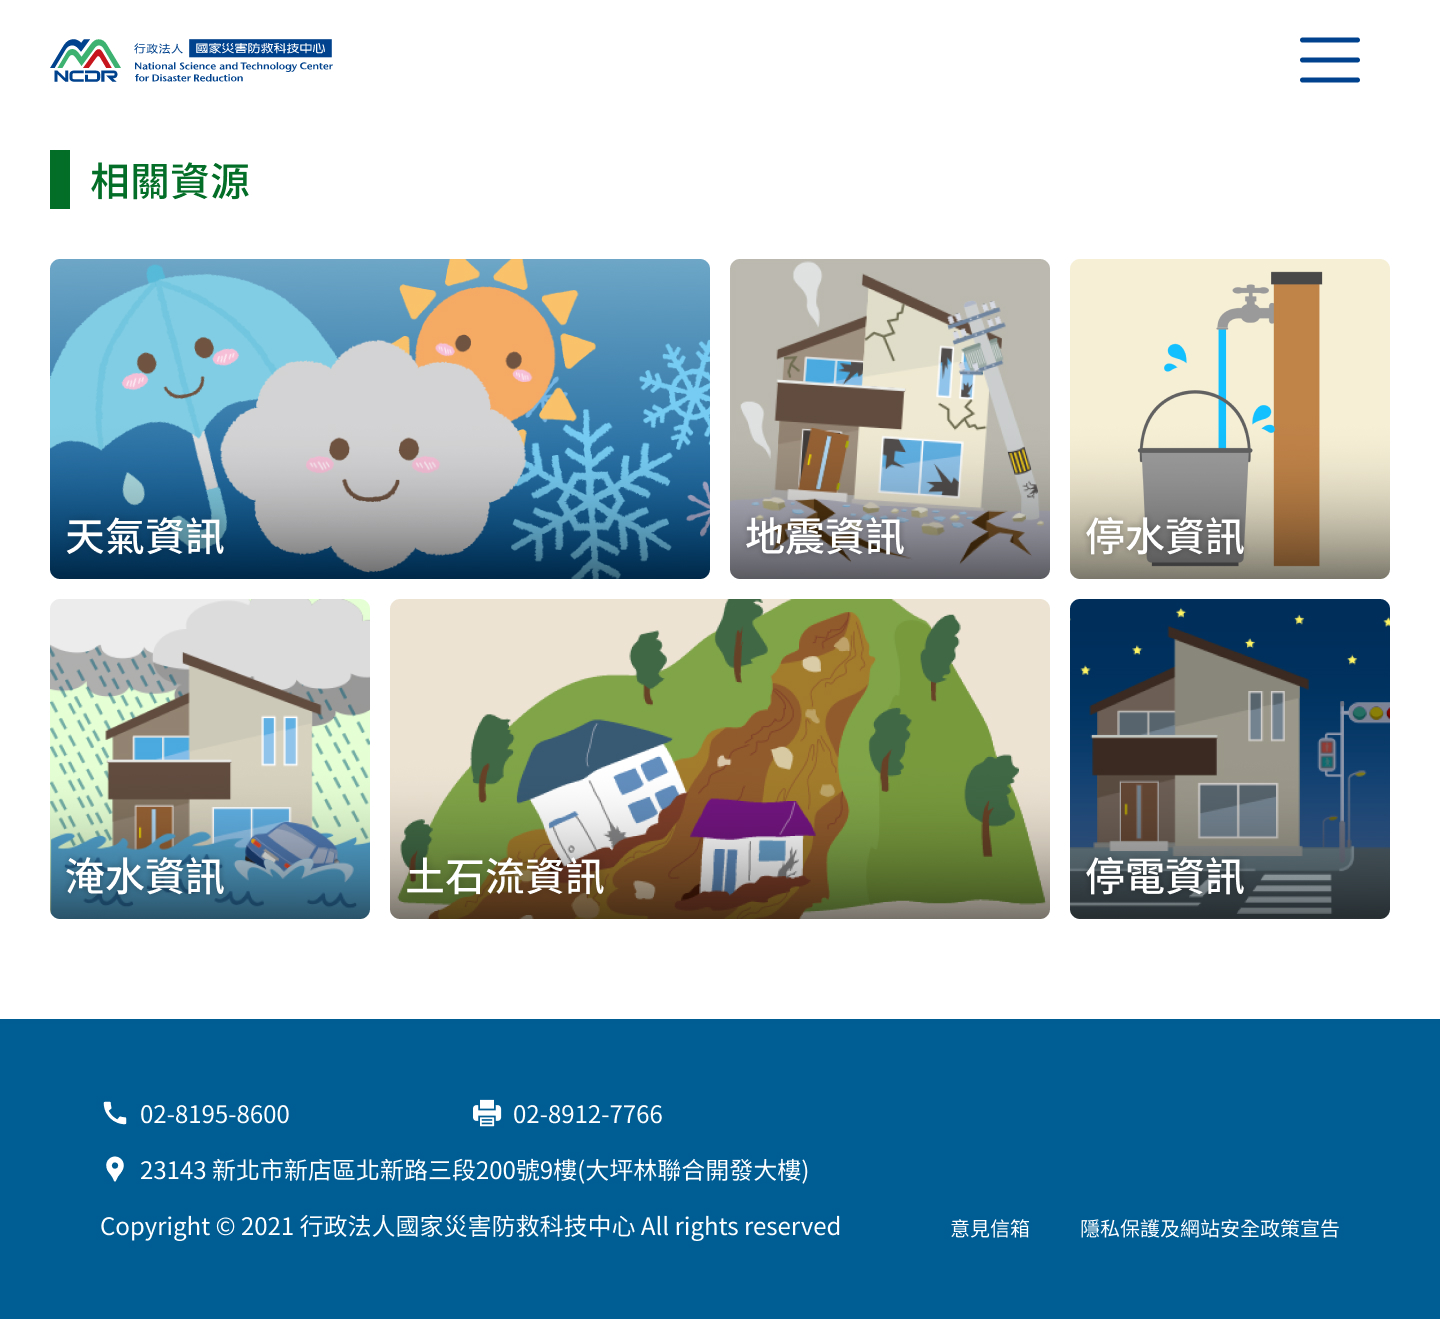 NCDR
行政法人 國家災害防救科技中心
National Science and Technology Center
for Disaster Reduction
相關資源
天氣資訊
地震資訊
停水資訊
淹水資訊
土石流資訊
停電資訊
02-8195-8600
02-8912-7766
23143 新北市新店區北新路三段200號9樓(大坪林聯合開發大樓)
Copyright © 2021 行政法人國家災害防救科技中心 All rights reserved
意見信箱
隱私保護及網站安全政策宣告